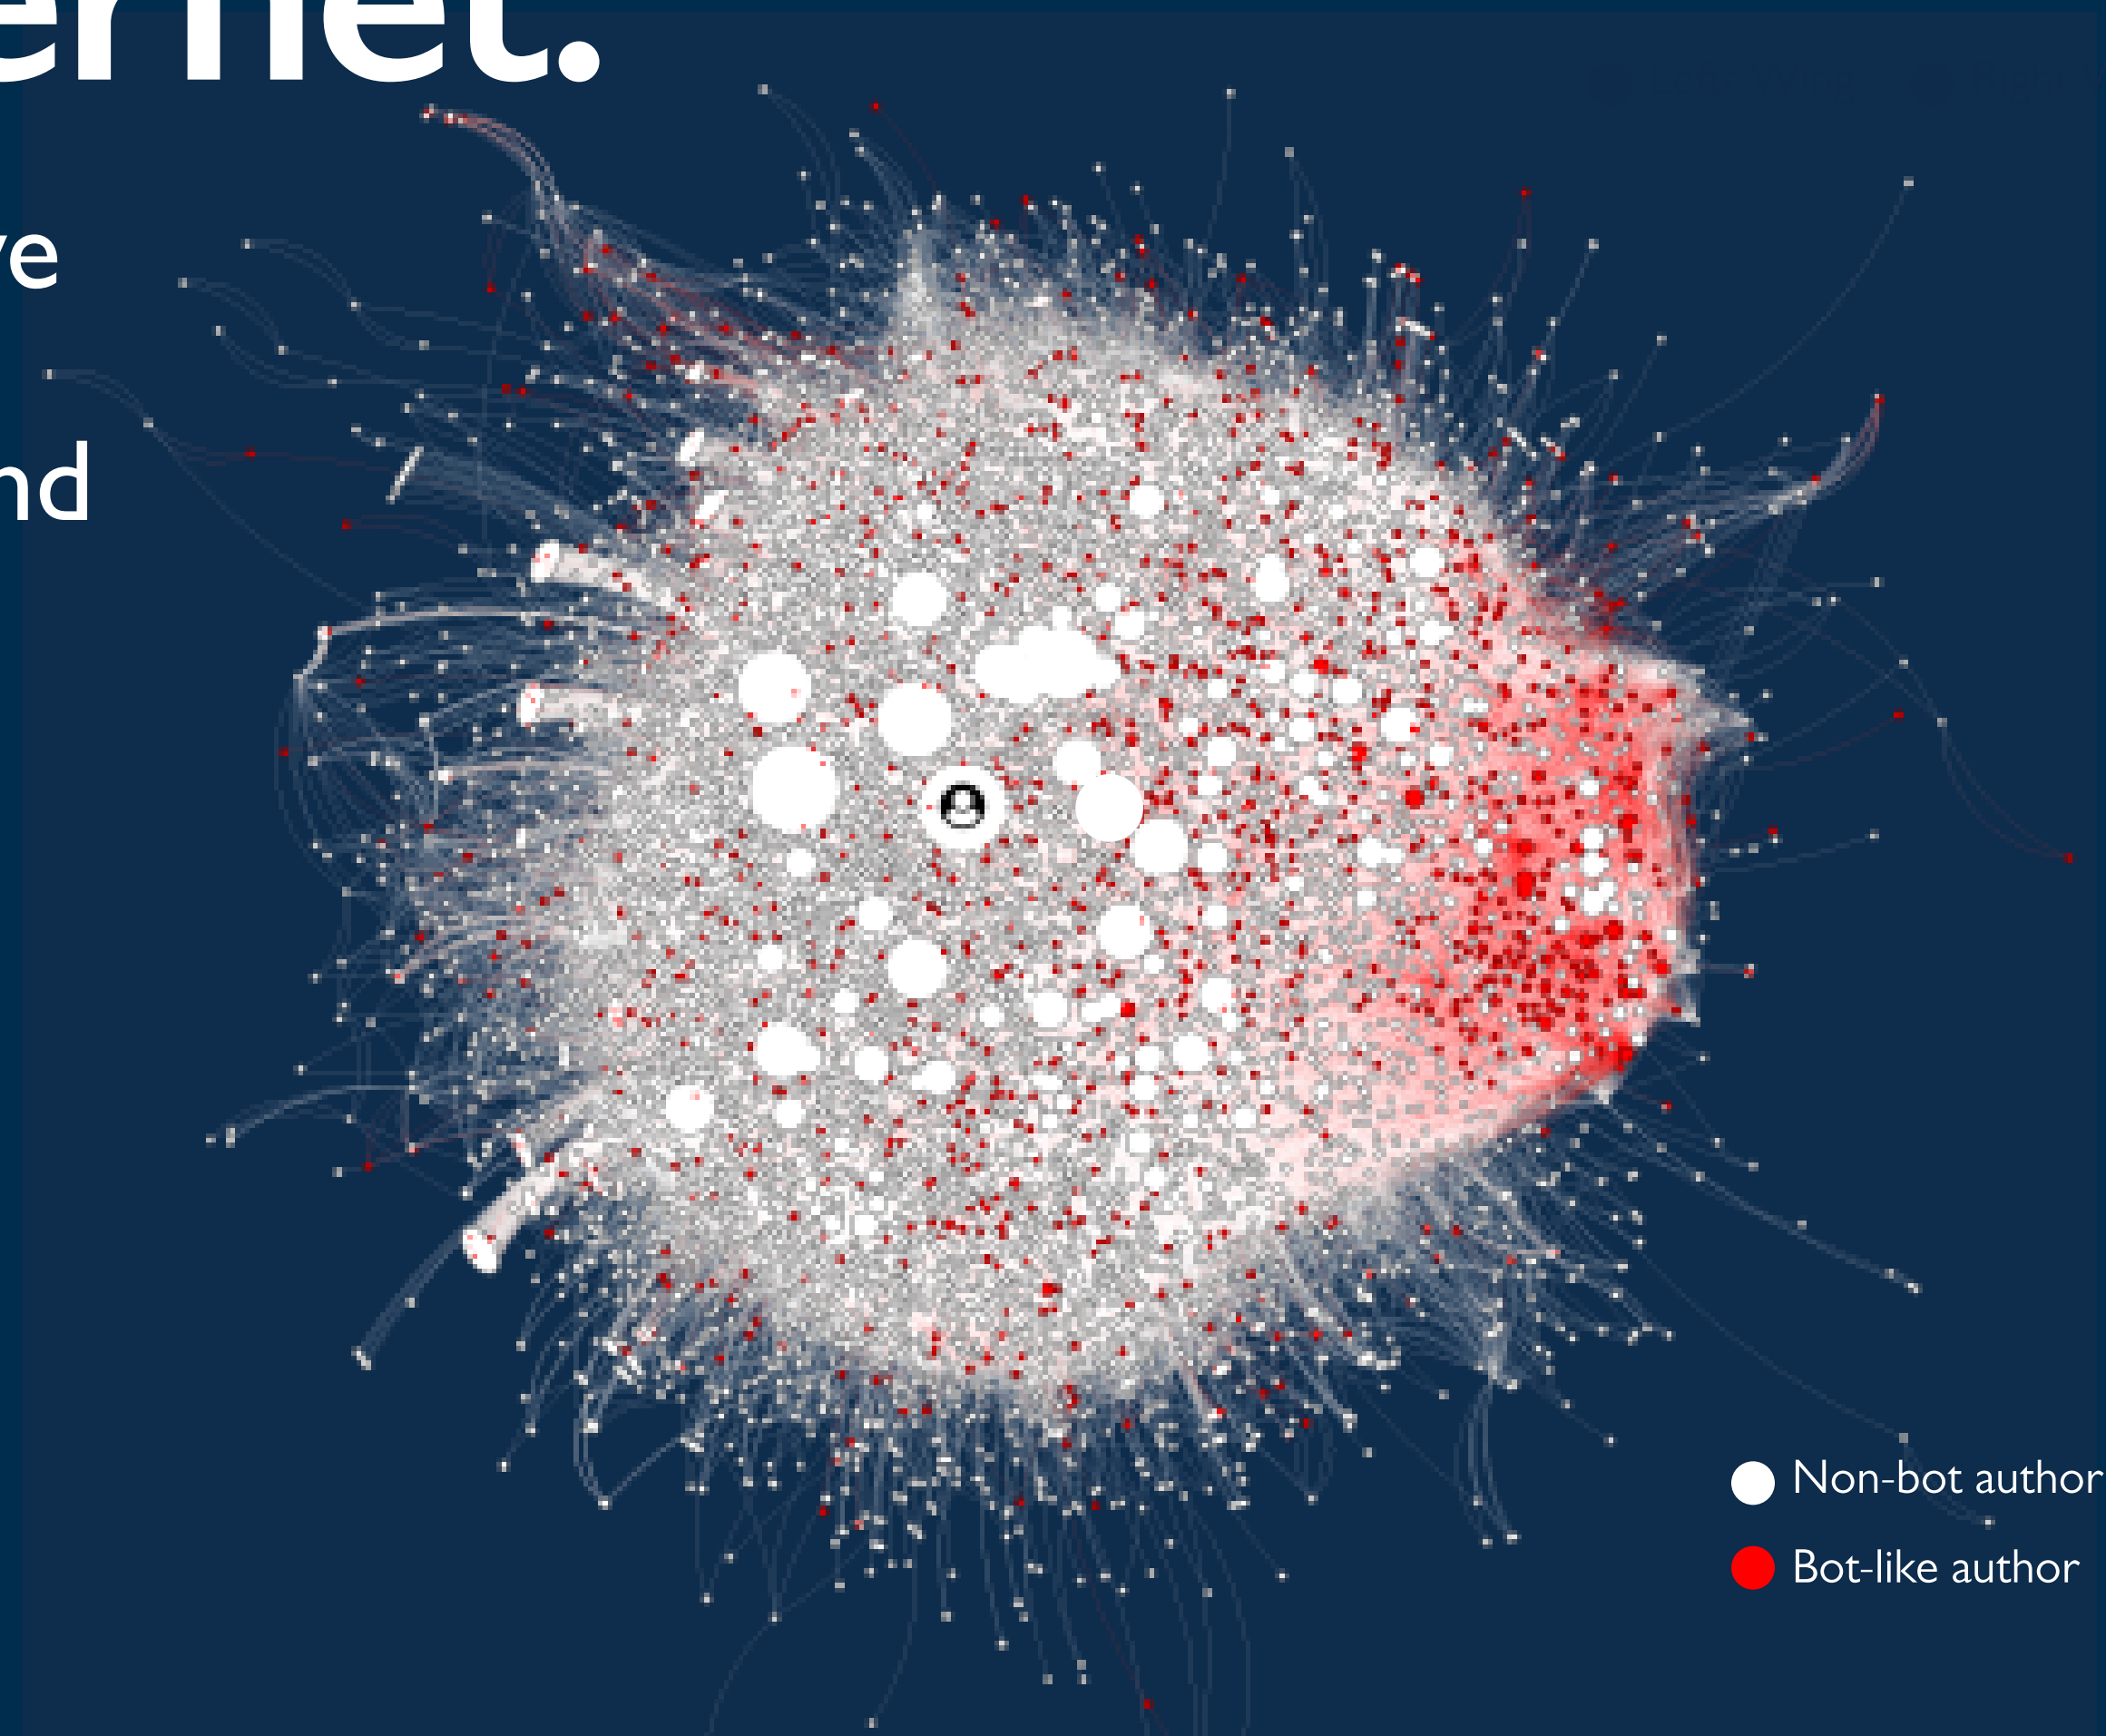 ernet.
ve
nd
Non-bot author
Bot-like author